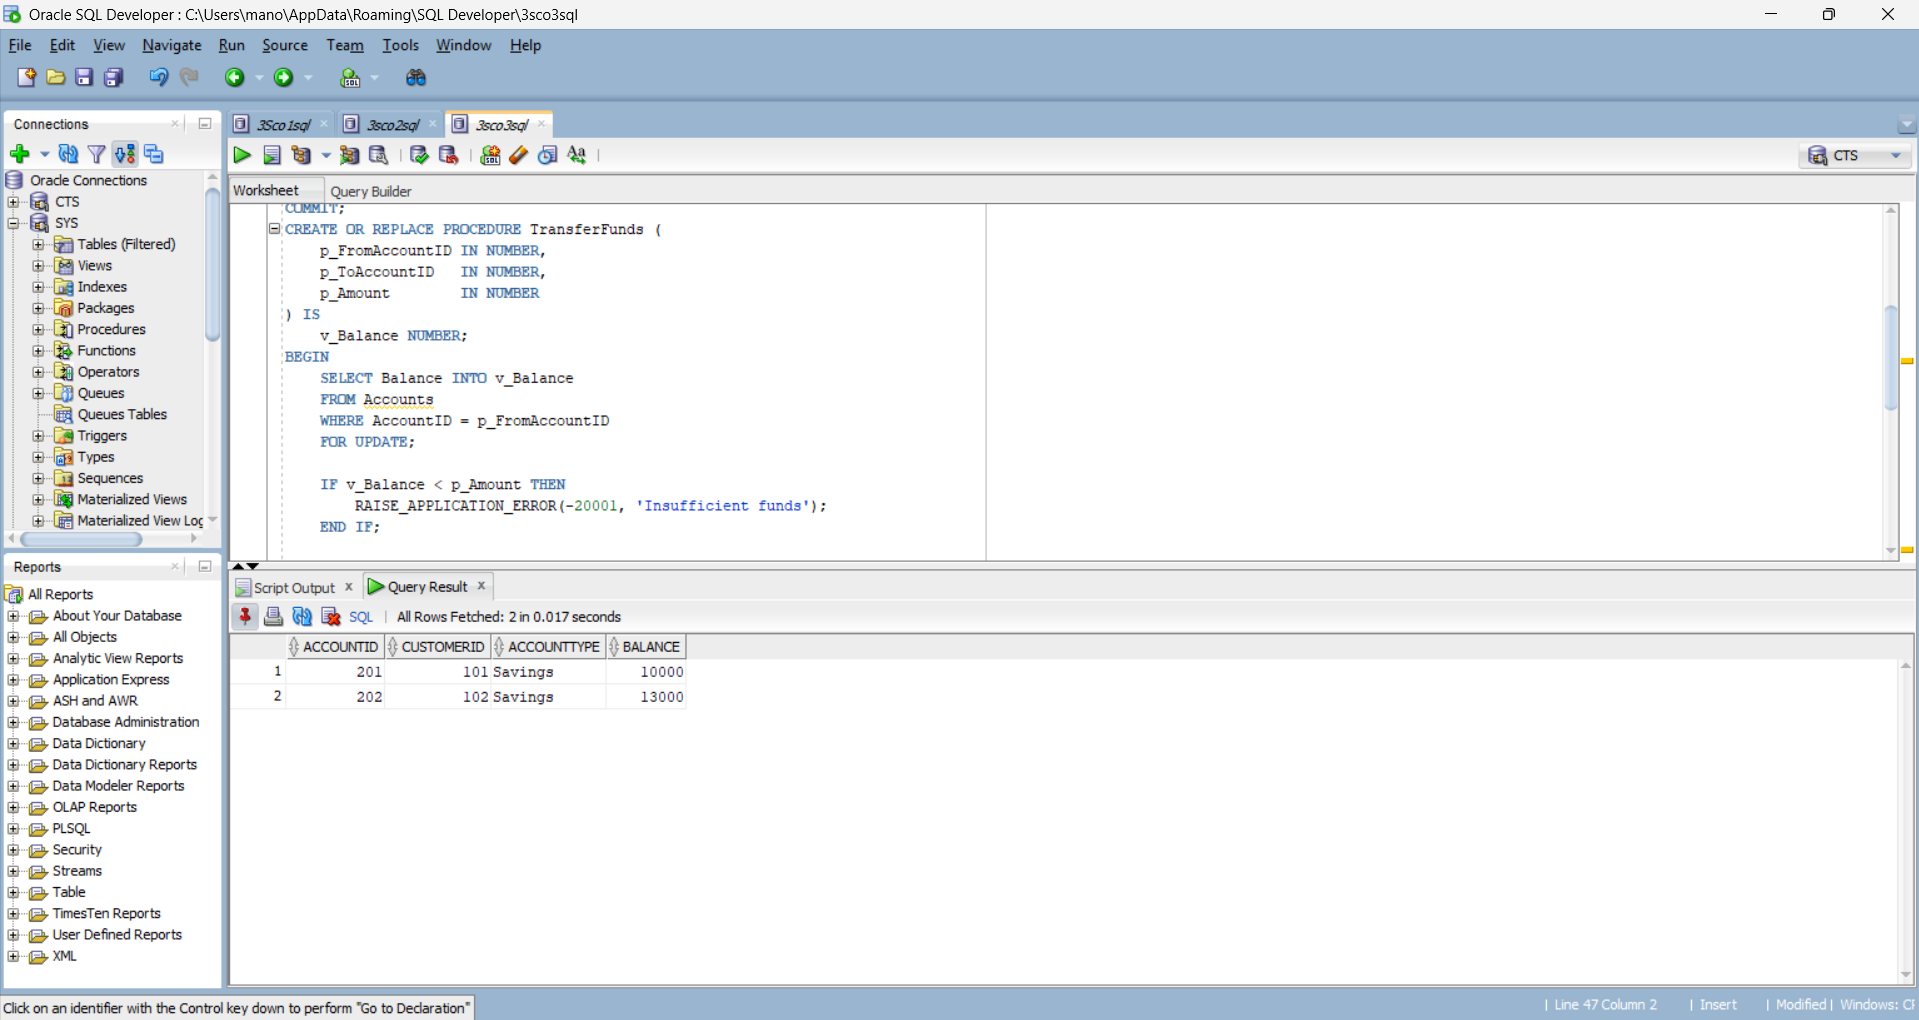 Oracle SQL Developer : C:\Users\mano\AppData\Roaming\SQL Developer\3sco3sql
File Edit View Navigate Run Source Team Tools Window Help
Connections
Oracle Connections
CTS
SYS
Tables (Filtered)
Views
Indexes
Packages
Procedures
Functions
Operators
Queues
Queues Tables
Triggers
Types
Sequences
Materialized Views
Materialized View Log
Reports
All Reports
About Your Database
All Objects
Analytic View Reports
Application Express
ASH and AWR
Database Administration
Data Dictionary
Data Dictionary Reports
Data Modeler Reports
OLAP Reports
PLSQL
Security
Streams
Table
TimesTen Reports
User Defined Reports
XML
3Sco1sql 3sco2sql 3sco3sql
CTS
Worksheet Query Builder
COMMIT;
CREATE OR REPLACE PROCEDURE TransferFunds (
p_FromAccountID IN NUMBER,
p_ToAccountID IN NUMBER,
p_Amount IN NUMBER
) IS
v_Balance NUMBER;
BEGIN
SELECT Balance INTO v_Balance
FROM Accounts
WHERE AccountID = p_FromAccountID
FOR UPDATE;
IF v_Balance < p_Amount THEN
RAISE_APPLICATION_ERROR(-20001, 'Insufficient funds');
END IF;
Script Output Query Result
SQL All Rows Fetched: 2 in 0.017 seconds
ACCOUNTID CUSTOMERID ACCOUNTTYPE BALANCE
1 201 101 Savings 10000
2 202 102 Savings 13000
Click on an identifier with the Control key down to perform "Go to Declaration"
Line 47 Column 2 Insert Modified Windows: